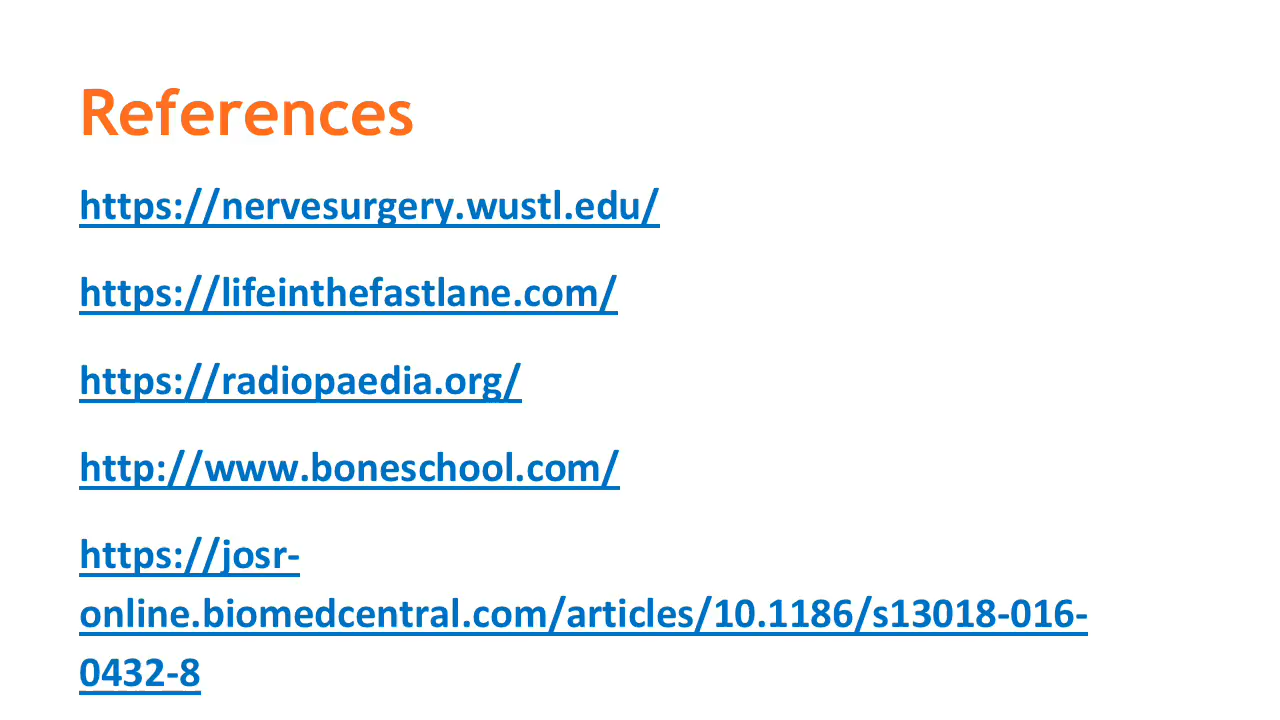 References
https://nervesurgery.wustl.edu/
https://lifeinthefastlane.com/
https://radiopaedia.org/
http://www.boneschool.com/
https://josr-
online.biomedcentral.com/articles/10.1186/s13018-016-
0432-8